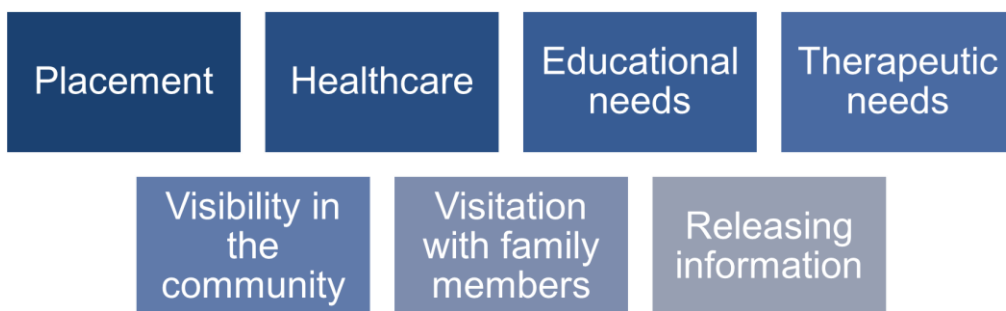 Placement
Healthcare
Educational
needs
Therapeutic
needs
Visibility in
the
community
Visitation
with family
members
Releasing
information